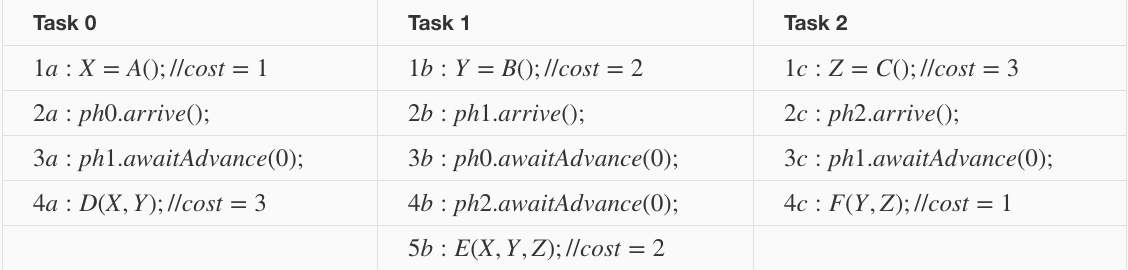 Task 0 Task 1 Task 2
1a : X = A(); //cost = 1 1b : Y = B(); //cost = 2 1c : Z = C(); //cost = 3
2a : ph0.arrive(); 2b : ph1.arrive(); 2c : ph2.arrive();
3a : ph1.awaitAdvance(0); 3b : ph0.awaitAdvance(0); 3c : ph1.awaitAdvance(0);
4a : D(X, Y); //cost = 3 4b : ph2.awaitAdvance(0); 4c : F(Y, Z); //cost = 1
5b : E(X, Y, Z); //cost = 2